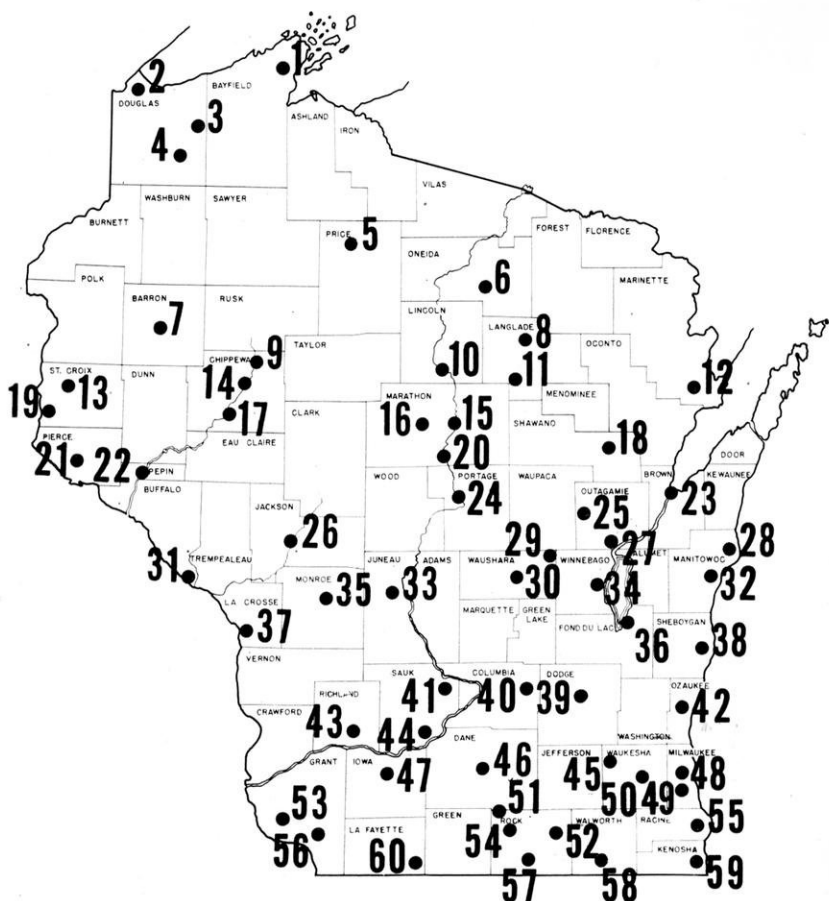 1
2
BAYFIELD
DOUGLAS
3
ASHLAND
IRON
4
VILAS
WASHBURN
SAWYER
BURNETT
PRICE
5
FOREST
FLORENCE
ONEIDA
POLK
6
MARINETTE
BARRON
RUSK
LINCOLN
7
LANGLADE
8
TAYLOR
OCONTO
9
CHIPPEWA
10
11
ST. CROIX
DUNN
14
12
13
MENOMINEE
19
CLARK
MARATHON
17
16
15
SHAWANO
PIERCE
EAU CLAIRE
18
21
22
PEPIN
20
DOOR
WOOD
PORTAGE
WAUPACA
BROWN
KEWAUNEE
BUFFALO
24
OUTAGAMIE
23
JACKSON
25
26
27
28
TREMPEALEAU
JUNEAU
ADAMS
29
WAUSHARA
WINNEBAGO
CALUMET
MANITOWOC
31
MONROE
30
32
35
33
34
LA CROSSE
MARQUETTE
GREEN
LAKE
FOND DU LAC
SHEBOYGAN
37
36
38
VERNON
SAUK
COLUMBIA
DODGE
RICHLAND
41
40
39
OZAUKEE
CRAWFORD
42
43
44
DANE
WASHINGTON
JEFFERSON
WAUKESHA
MILWAUKEE
GRANT
IOWA
46
45
48
47
50
49
51
53
GREEN
ROCK
WALWORTH
RACINE
LA FAYETTE
54
52
55
56
KENOSHA
60
57
58
59